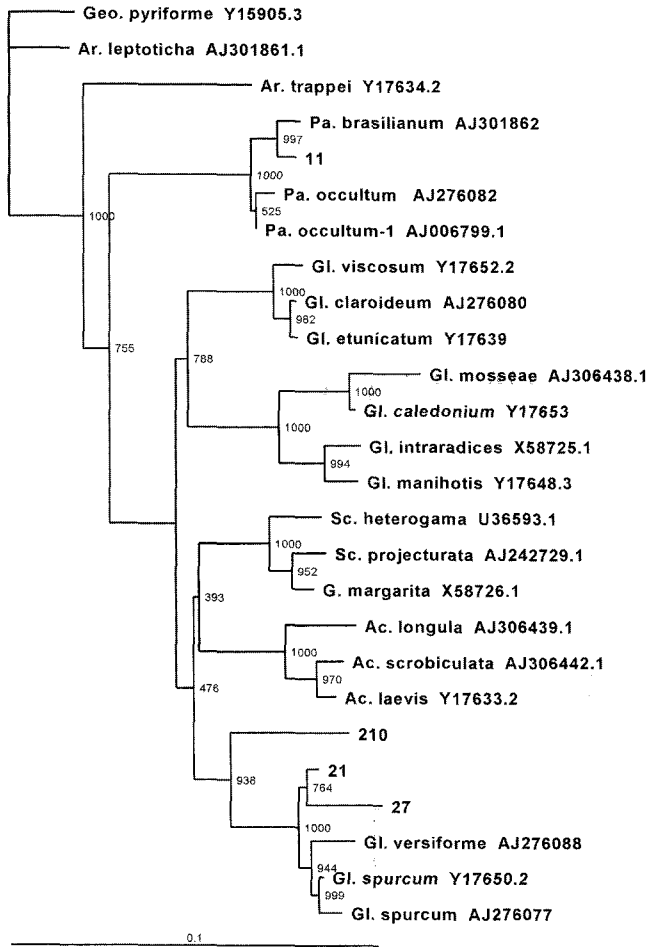 Geo. pyriforme Y15905.3
Ar. leptoticha AJ301861.1
Ar. trappei Y17634.2
Pa. brasilianum AJ301862
997
11
1000
Pa. occultum AJ276082
1000
525
Pa. occultum-1 AJ006799.1
Gl. viscosum Y17652.2
1000
Gl. claroideum AJ276080
982
Gl. etunicatum Y17639
755
788
Gl. mosseae AJ306438.1
1000
Gl. caledonium Y17653
1000
Gl. intraradices X58725.1
994
Gl. manihotis Y17648.3
Sc. heterogama U36593.1
1000
Sc. projecturata AJ242729.1
952
G. margarita X58726.1
393
Ac. longula AJ306439.1
1000
Ac. scrobiculata AJ306442.1
970
Ac. laevis Y17633.2
476
210
938
21
764
27
1000
Gl. versiforme AJ276088
944
Gl. spurcum Y17650.2
999
Gl. spurcum AJ276077
0.1